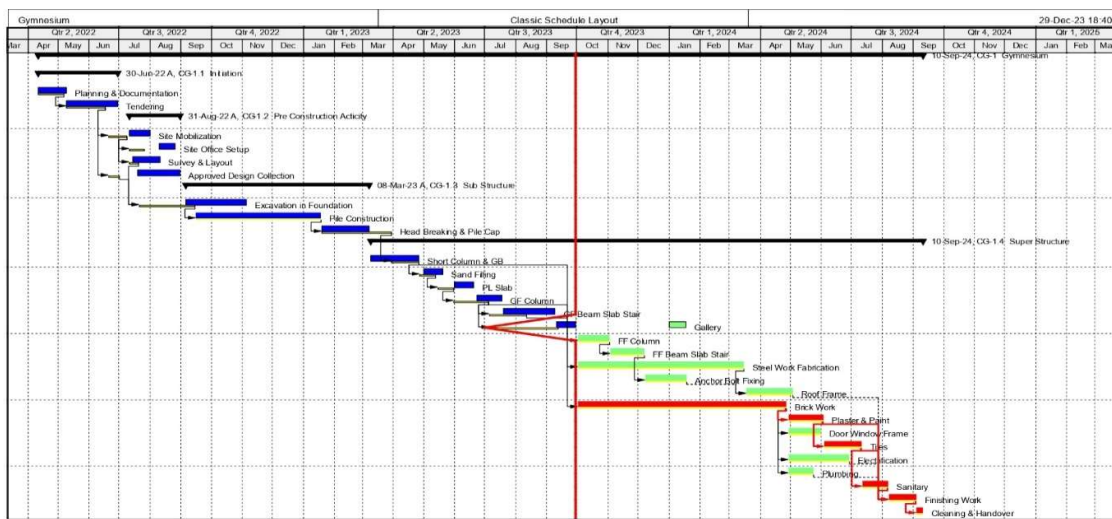 Gymnesium
Classic Schedule Layout
29-Dec-23 18:40
Qtr 2, 2022 Qtr 3, 2022 Qtr 4, 2022 Qtr 1, 2023 Qtr 2, 2023 Qtr 3, 2023 Qtr 4, 2023 Qtr 1, 2024 Qtr 2, 2024 Qtr 3, 2024 Qtr 4, 2024 Qtr 1, 2025
Mar Apr May Jun Jul Aug Sep Oct Nov Dec Jan Feb Mar Apr May Jun Jul Aug Sep Oct Nov Dec Jan Feb Mar Apr May Jun Jul Aug Sep Oct Nov Dec Jan Feb Ma
10-Sep-24, CG-1 Gymnesium
30-Jun-22 A, CG-1.1 Initiation
Planning & Documentation
Tendering
31-Aug-22 A, CG-1.2 Pre Construction Acticity
Site Mobilization
Site Office Setup
Survey & Layout
Approved Design Collection
08-Mar-23 A, CG-1.3 Sub Structure
Excavation in Foundation
Pile Construction
Head Breaking & Pile Cap
10-Sep-24, CG-1.4 Super Structure
Short Column & GB
Sand Filling
PL Slab
GF Column
GF Beam Slab Stair
Gallery
FF Column
FF Beam Slab Stair
Steel Work Fabrication
Anchor Bolt Fixing
Roof Frame
Brick Work
Plaster & Paint
Door Window Frame
Tiles
Electrification
Plumbing
Sanitary
Finishing Work
Cleaning & Handover